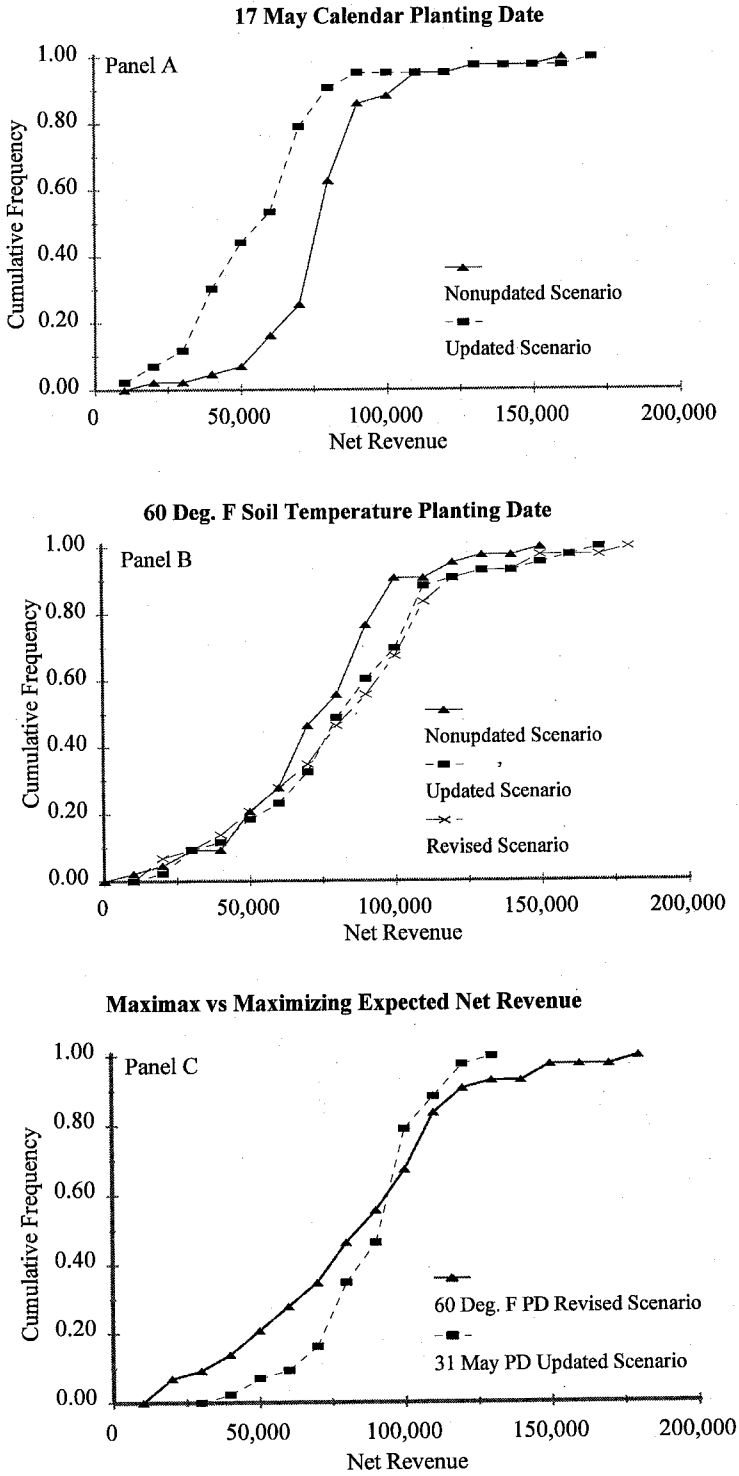 17 May Calendar Planting Date
Panel A
1.00
0.80
0.60
0.40
0.20
0.00
Cumulative Frequency
Nonupdated Scenario
Updated Scenario
0 50,000 100,000 150,000 200,000
Net Revenue
60 Deg. F Soil Temperature Planting Date
Panel B
1.00
0.80
0.60
0.40
0.20
0.00
Cumulative Frequency
Nonupdated Scenario
Updated Scenario
Revised Scenario
0 50,000 100,000 150,000 200,000
Net Revenue
Maximax vs Maximizing Expected Net Revenue
Panel C
1.00
0.80
0.60
0.40
0.20
0.00
Cumulative Frequency
60 Deg. F PD Revised Scenario
31 May PD Updated Scenario
0 50,000 100,000 150,000 200,000
Net Revenue